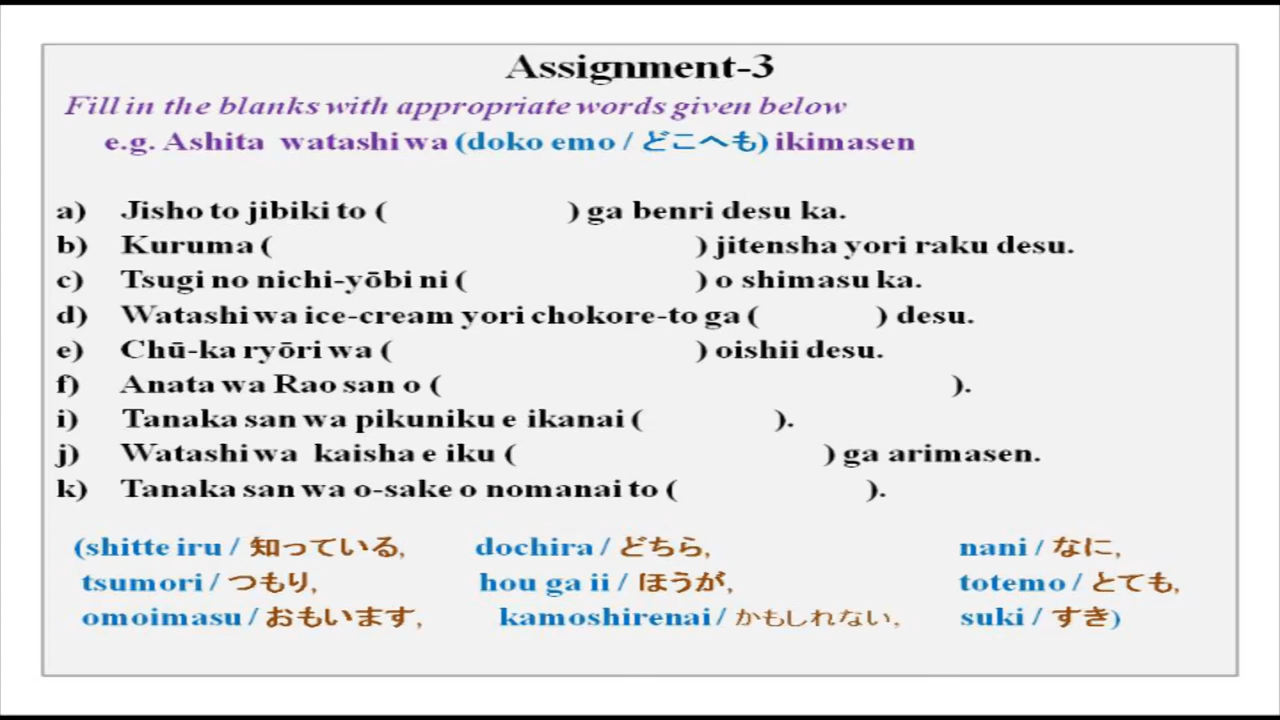 Assignment-3
Fill in the blanks with appropriate words given below
e.g. Ashita watashi wa (doko emo / どこへも) ikimasen
a) Jisho to jibiki to ( ) ga benri desu ka.
b) Kuruma ( ) jitensha yori raku desu.
c) Tsugi no nichi-yōbi ni ( ) o shimasu ka.
d) Watashi wa ice-cream yori chokore-to ga ( ) desu.
e) Chū-ka ryōri wa ( ) oishii desu.
f) Anata wa Rao san o ( ).
i) Tanaka san wa pikuniku e ikanai ( ).
j) Watashi wa kaisha e iku ( ) ga arimasen.
k) Tanaka san wa o-sake o nomanai to ( ).
(shitte iru / 知っている, dochira / どちら, nani / なに,
tsumori / つもり, hou ga ii / ほうが, totemo / とても,
omoimasu / おもいます, kamoshirenai / かもしれない, suki / すき)